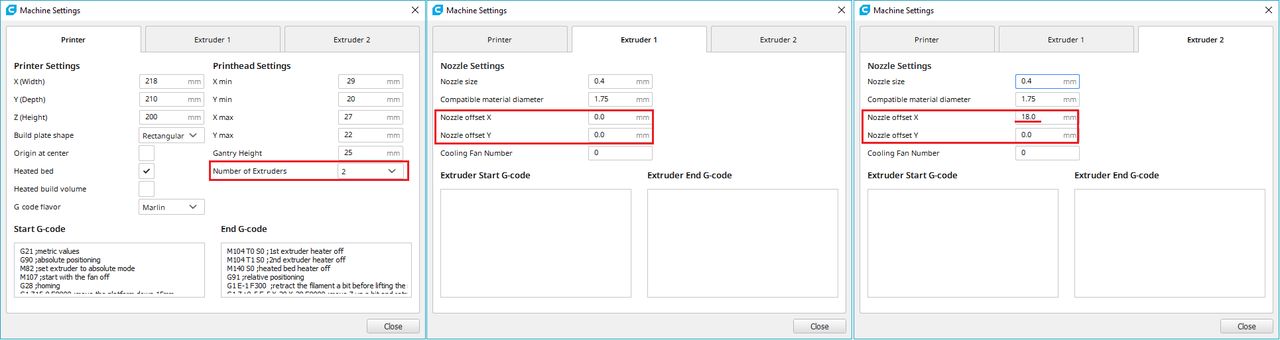 Machine Settings
Printer Extruder 1 Extruder 2
Printer Settings Printhead Settings
X (Width) 218 mm X min 29 mm
Y (Depth) 210 mm Y min 20 mm
Z (Height) 200 mm X max 27 mm
Build plate shape Rectangular Y max 22 mm
Origin at center Gantry Height 25 mm
Heated bed Number of Extruders 2
Heated build volume
G code flavor Marlin
Start G-code End G-code
G21 ;metric values
G90 ;absolute positioning
M82 ;set extruder to absolute mode
M107 ;start with the fan off
G28 ;homing
M104 T0 S0 ;1st extruder heater off
M104 T1 S0 ;2nd extruder heater off
M140 S0 ;heated bed heater off
G91 ;relative positioning
G1 E-1 F300 ;retract the filament a bit before lifting the
Close
Machine Settings
Printer Extruder 1 Extruder 2
Nozzle Settings
Nozzle size 0.4 mm
Compatible material diameter 1.75 mm
Nozzle offset X 0.0 mm
Nozzle offset Y 0.0 mm
Cooling Fan Number 0
Extruder Start G-code Extruder End G-code
Close
Machine Settings
Printer Extruder 1 Extruder 2
Nozzle Settings
Nozzle size 0.4 mm
Compatible material diameter 1.75 mm
Nozzle offset X 18.0 mm
Nozzle offset Y 0.0 mm
Cooling Fan Number 0
Extruder Start G-code Extruder End G-code
Close